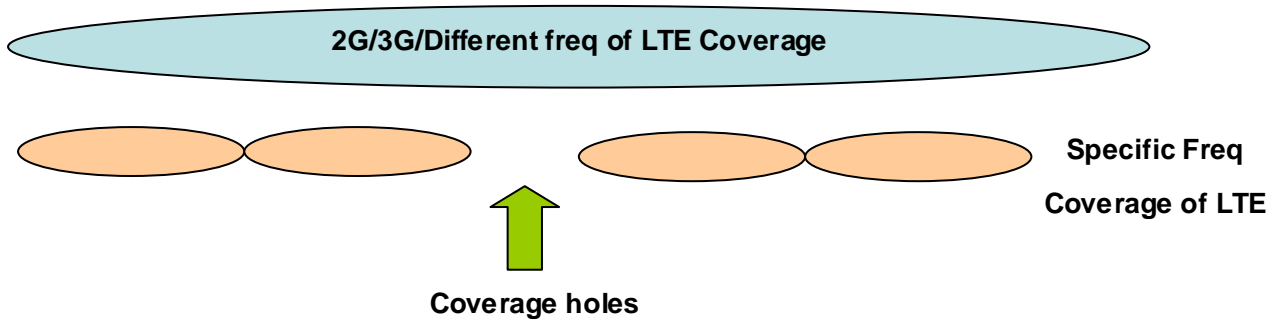 2G/3G/Different freq of LTE Coverage
Specific Freq
Coverage of LTE
Coverage holes